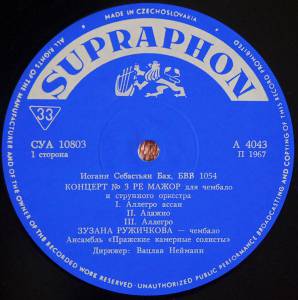 MADE IN CZECHOSLOVAKIA
SUPRAPHON
ALL RIGHTS OF THE MANUFACTURER AND OF THE OWNER OF THE RECORDED WORK RESERVED · UNAUTHORIZED PUBLIC PERFORMANCE BROADCASTING AND COPYING OF THIS RECORD PROHIBITED
33
СУА 10803
1 сторона
А 4043
П 1967
Иоганн Себастьян Бах, БВВ 1054
КОНЦЕРТ № 3 РЕ МАЖОР для чембало
и струнного оркестра
I. Аллегро ассаи
II. Адажио
III. Аллегро
ЗУЗАНА РУЖИЧКОВА — чембало
Ансамбль «Пражские камерные солисты»
Дирижер: Вацлав Нейманн